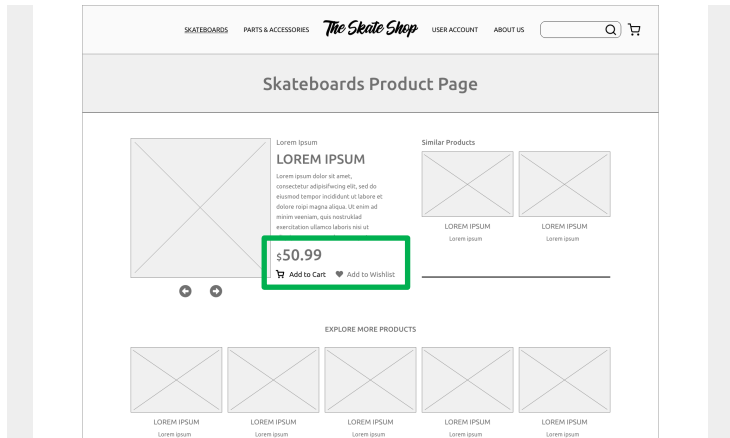 SKATEBOARDS PARTS & ACCESSORIES The Skate Shop USER ACCOUNT ABOUT US
Skateboards Product Page
Lorem Ipsum
LOREM IPSUM
Lorem ipsum dolor sit amet,
consectetur adipisifwcing elit, sed do
eiusmod tempor incididunt ut labore et
dolore roipi magna aliqua. Ut enim ad
minim veeniam, quis nostruklad
exercitation ullamco laboris nisi ut
$50.99
Add to Cart Add to Wishlist
Similar Products
LOREM IPSUM LOREM IPSUM
Lorem ipsum Lorem ipsum
EXPLORE MORE PRODUCTS
LOREM IPSUM LOREM IPSUM LOREM IPSUM LOREM IPSUM LOREM IPSUM
Lorem ipsum Lorem ipsum Lorem ipsum Lorem ipsum Lorem ipsum